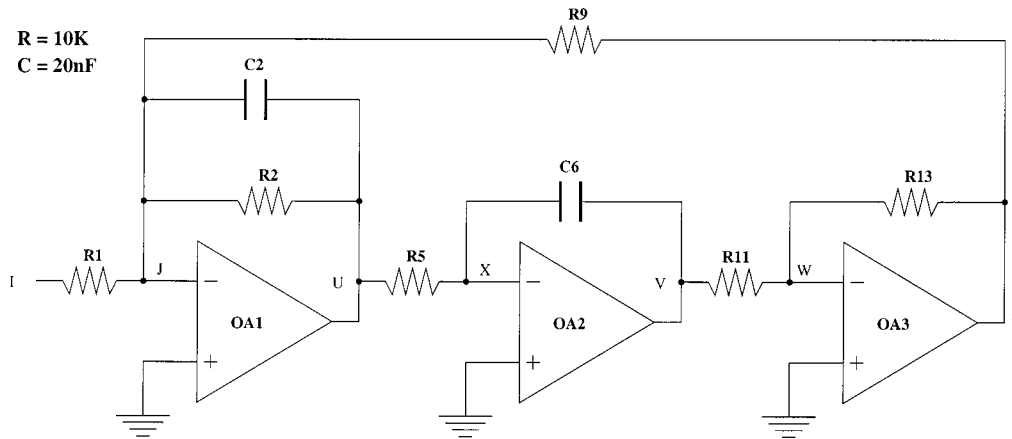 R9
R = 10K
C = 20nF
C2
R2
C6
R13
R1
J
R5
X
R11
W
I
U
V
−
−
−
OA1
OA2
OA3
+
+
+